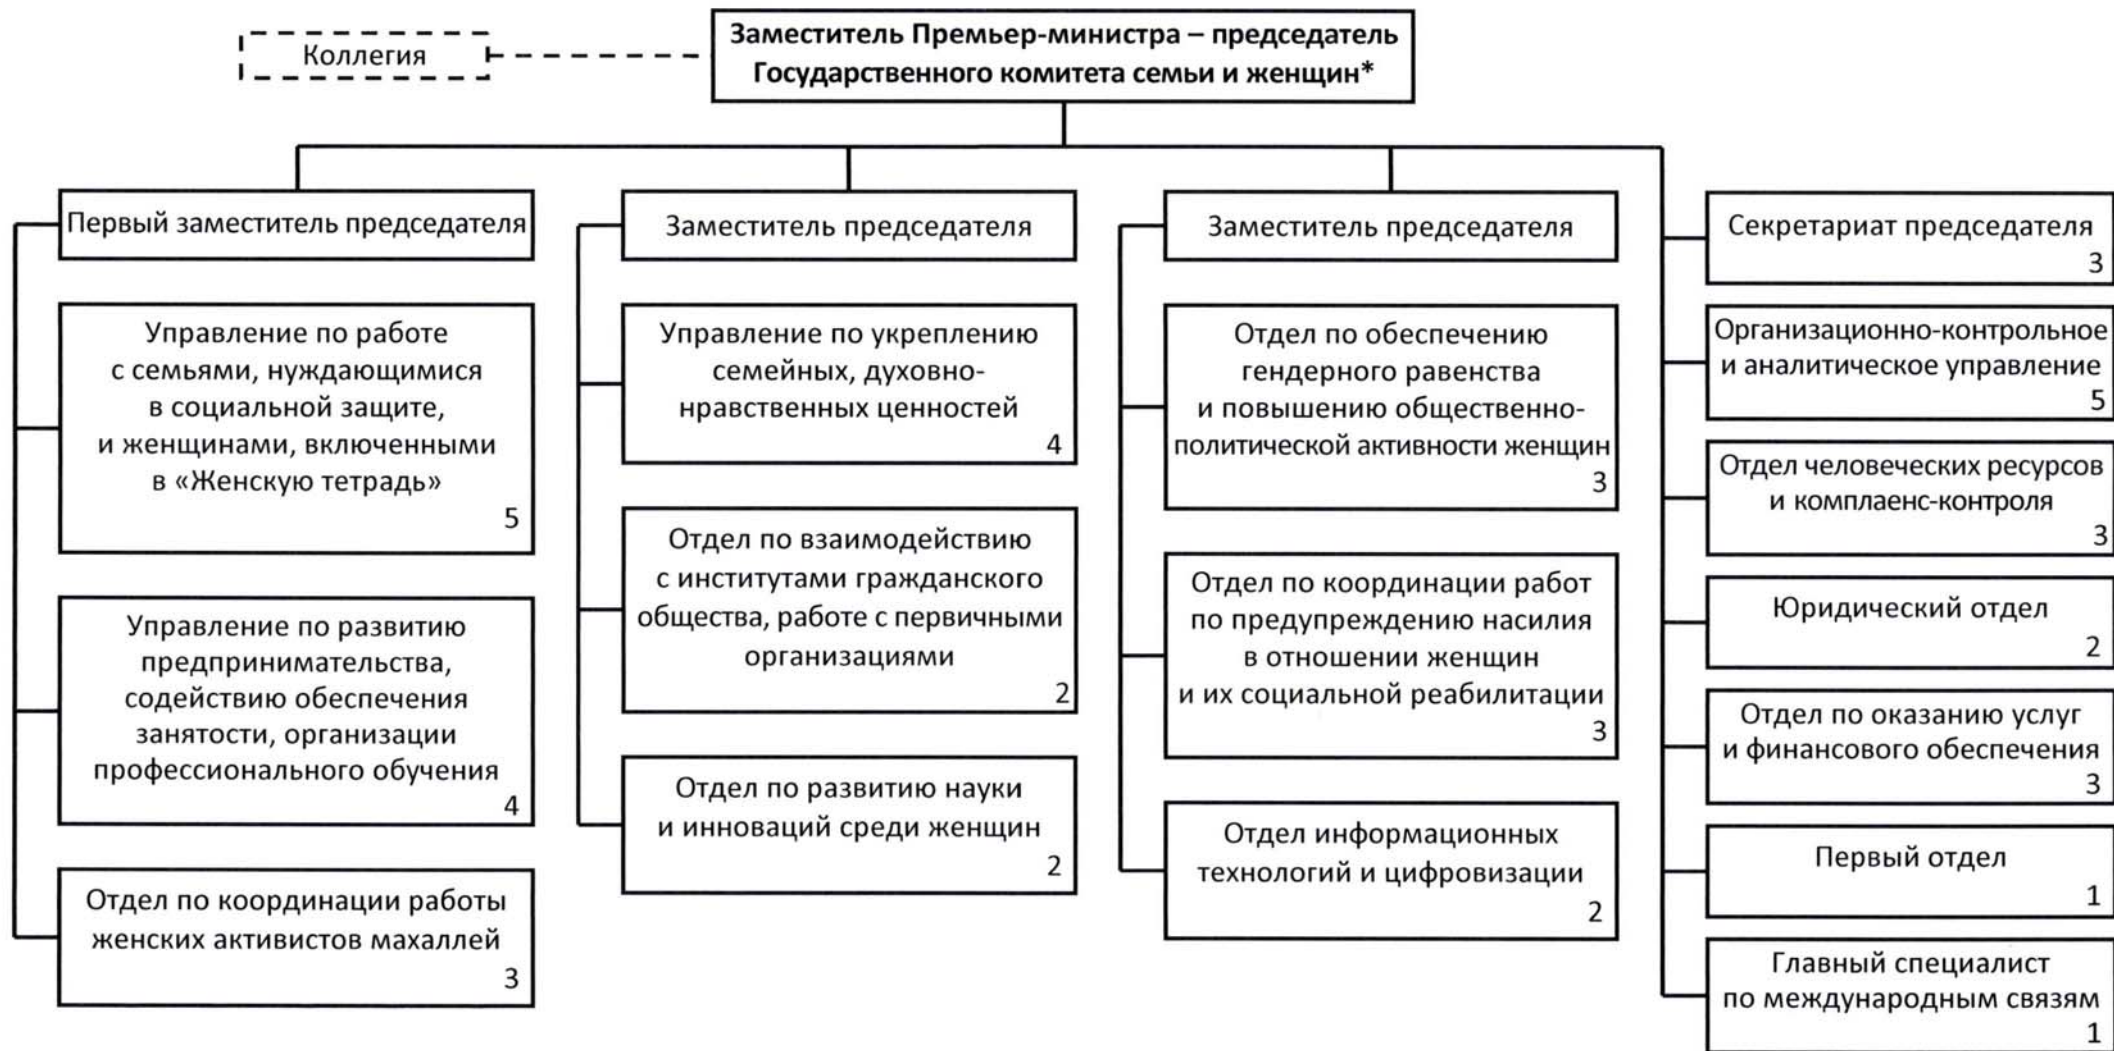 Коллегия
Заместитель Премьер-министра – председатель
Государственного комитета семьи и женщин*
Первый заместитель председателя
Управление по работе
с семьями, нуждающимися
в социальной защите,
и женщинами, включенными
в «Женскую тетрадь»
5
Управление по развитию
предпринимательства,
содействию обеспечения
занятости, организации
профессионального обучения
4
Отдел по координации работы
женских активистов махаллей
3
Заместитель председателя
Управление по укреплению
семейных, духовно-
нравственных ценностей
4
Отдел по взаимодействию
с институтами гражданского
общества, работе с первичными
организациями
2
Отдел по развитию науки
и инноваций среди женщин
2
Заместитель председателя
Отдел по обеспечению
гендерного равенства
и повышению общественно-
политической активности женщин
3
Отдел по координации работ
по предупреждению насилия
в отношении женщин
и их социальной реабилитации
3
Отдел информационных
технологий и цифровизации
2
Секретариат председателя
3
Организационно-контрольное
и аналитическое управление
5
Отдел человеческих ресурсов
и комплаенс-контроля
3
Юридический отдел
2
Отдел по оказанию услуг
и финансового обеспечения
3
Первый отдел
1
Главный специалист
по международным связям
1